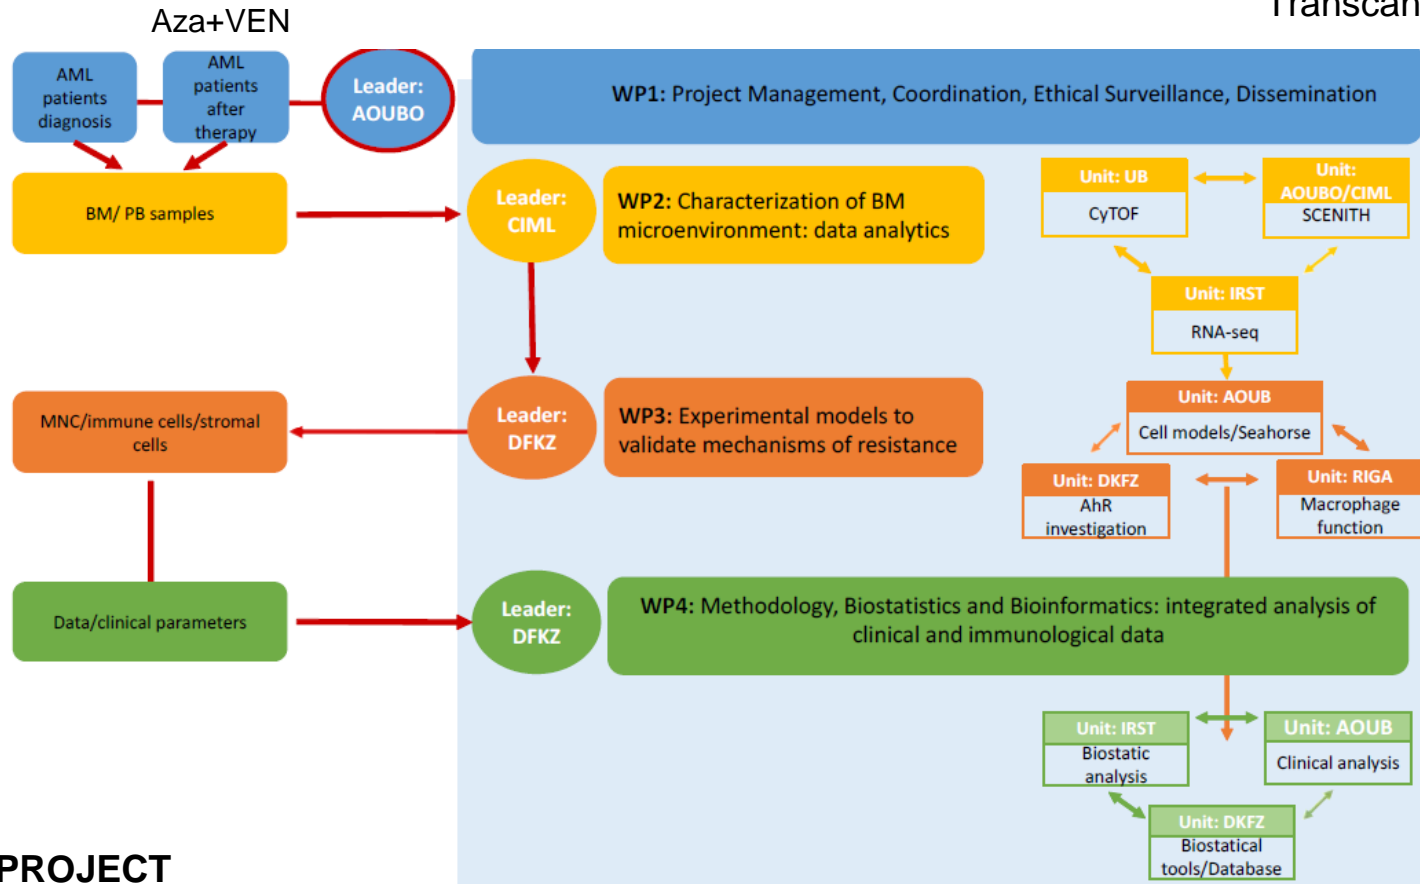 Aza+VEN
Transcan
AML
patients
diagnosis
AML
patients
after
therapy
Leader:
AOUBO
WP1: Project Management, Coordination, Ethical Surveillance, Dissemination
BM/ PB samples
Leader:
CIML
WP2: Characterization of BM
microenvironment: data analytics
Unit: UB
CyTOF
Unit:
AOUBO/CIML
SCENITH
Unit: IRST
RNA-seq
MNC/immune cells/stromal
cells
Leader:
DFKZ
WP3: Experimental models to
validate mechanisms of resistance
Unit: AOUB
Cell models/Seahorse
Unit: DKFZ
AhR
investigation
Unit: RIGA
Macrophage
function
Data/clinical parameters
Leader:
DFKZ
WP4: Methodology, Biostatistics and Bioinformatics: integrated analysis of
clinical and immunological data
Unit: IRST
Biostatic
analysis
Unit: AOUB
Clinical analysis
Unit: DKFZ
Biostatical
tools/Database
PROJECT